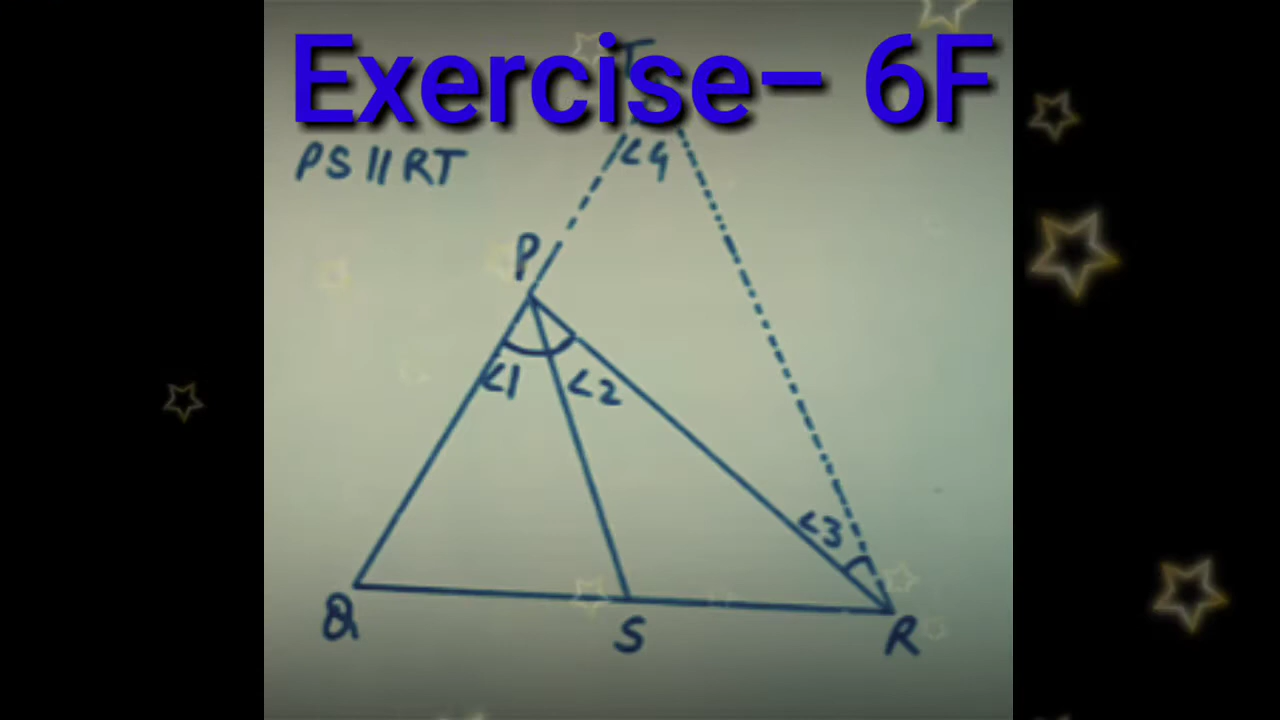 Exercise– 6F
T
PS || RT
<4
P
<1
<2
<3
Q
S
R